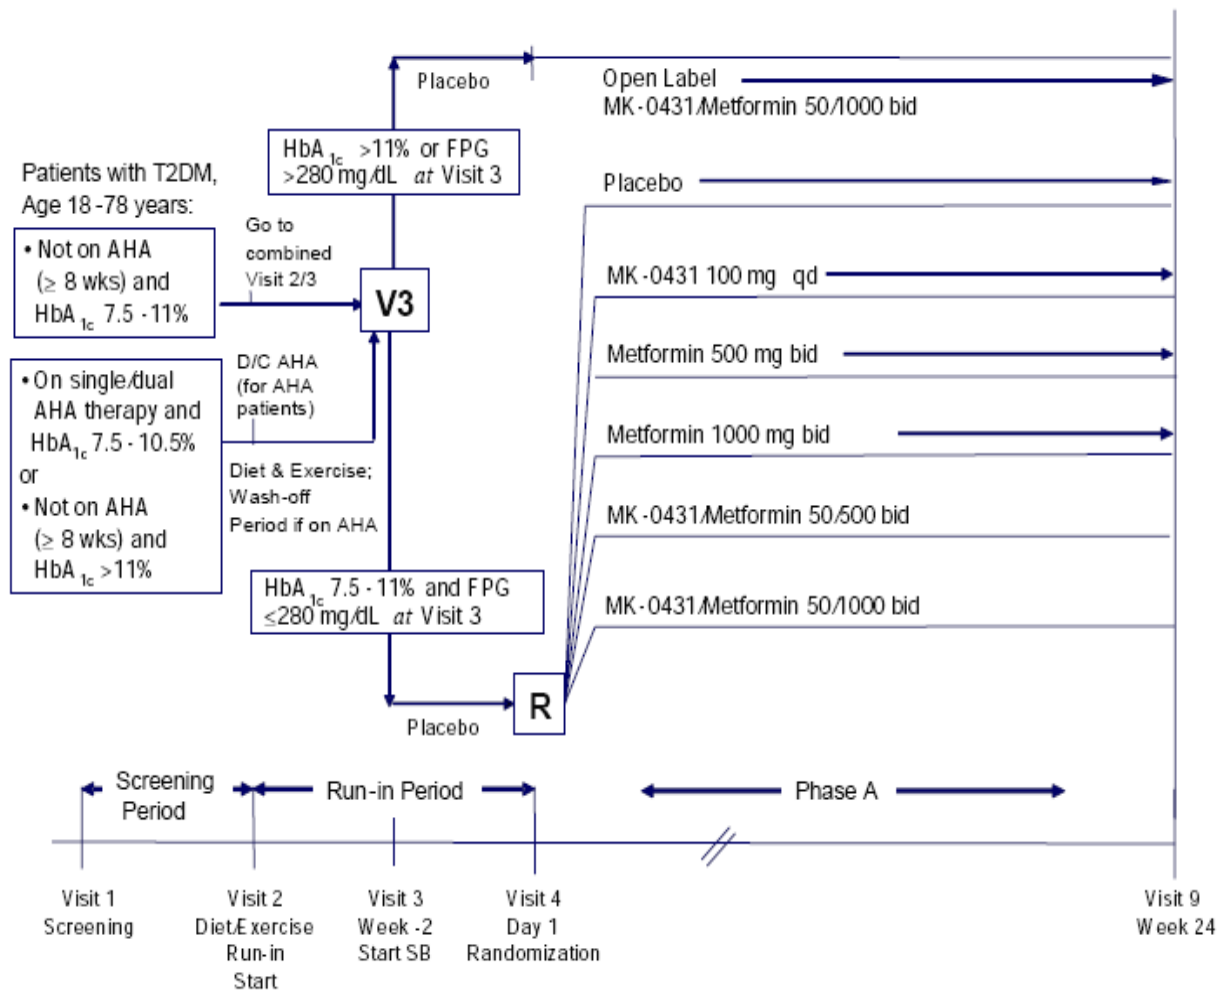 Placebo
Open Label
MK-0431/Metformin 50/1000 bid
HbA1c >11% or FPG
>280 mg/dL at Visit 3
Patients with T2DM,
Age 18 -78 years:
• Not on AHA
(≥ 8 wks) and
HbA1c 7.5 - 11%
Go to
combined
Visit 2/3
V3
Placebo
MK-0431 100 mg qd
Metformin 500 mg bid
• On single/dual
AHA therapy and
HbA1c 7.5 - 10.5%
or
• Not on AHA
(≥ 8 wks) and
HbA1c >11%
D/C AHA
(for AHA
patients)
Diet & Exercise;
Wash-off
Period if on AHA
Metformin 1000 mg bid
MK-0431/Metformin 50/500 bid
HbA1c 7.5 - 11% and FPG
≤280 mg/dL at Visit 3
MK-0431/Metformin 50/1000 bid
R
Placebo
Screening
Period
Run-in Period
Phase A
Visit 1
Screening
Visit 2
Diet/Exercise
Run-in
Start
Visit 3
Week -2
Start SB
Visit 4
Day 1
Randomization
Visit 9
Week 24